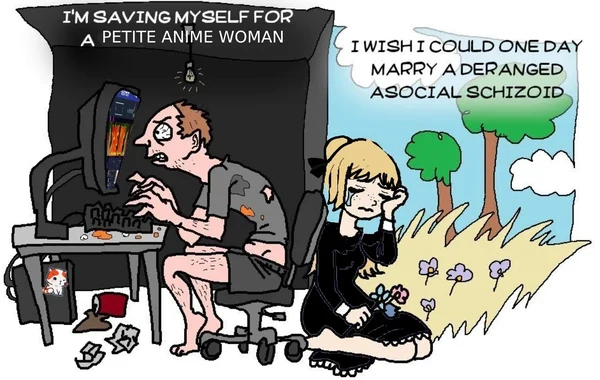 I'M SAVING MYSELF FOR
A PETITE ANIME WOMAN
I WISH I COULD ONE DAY
MARRY A DERANGED
ASOCIAL SCHIZOID